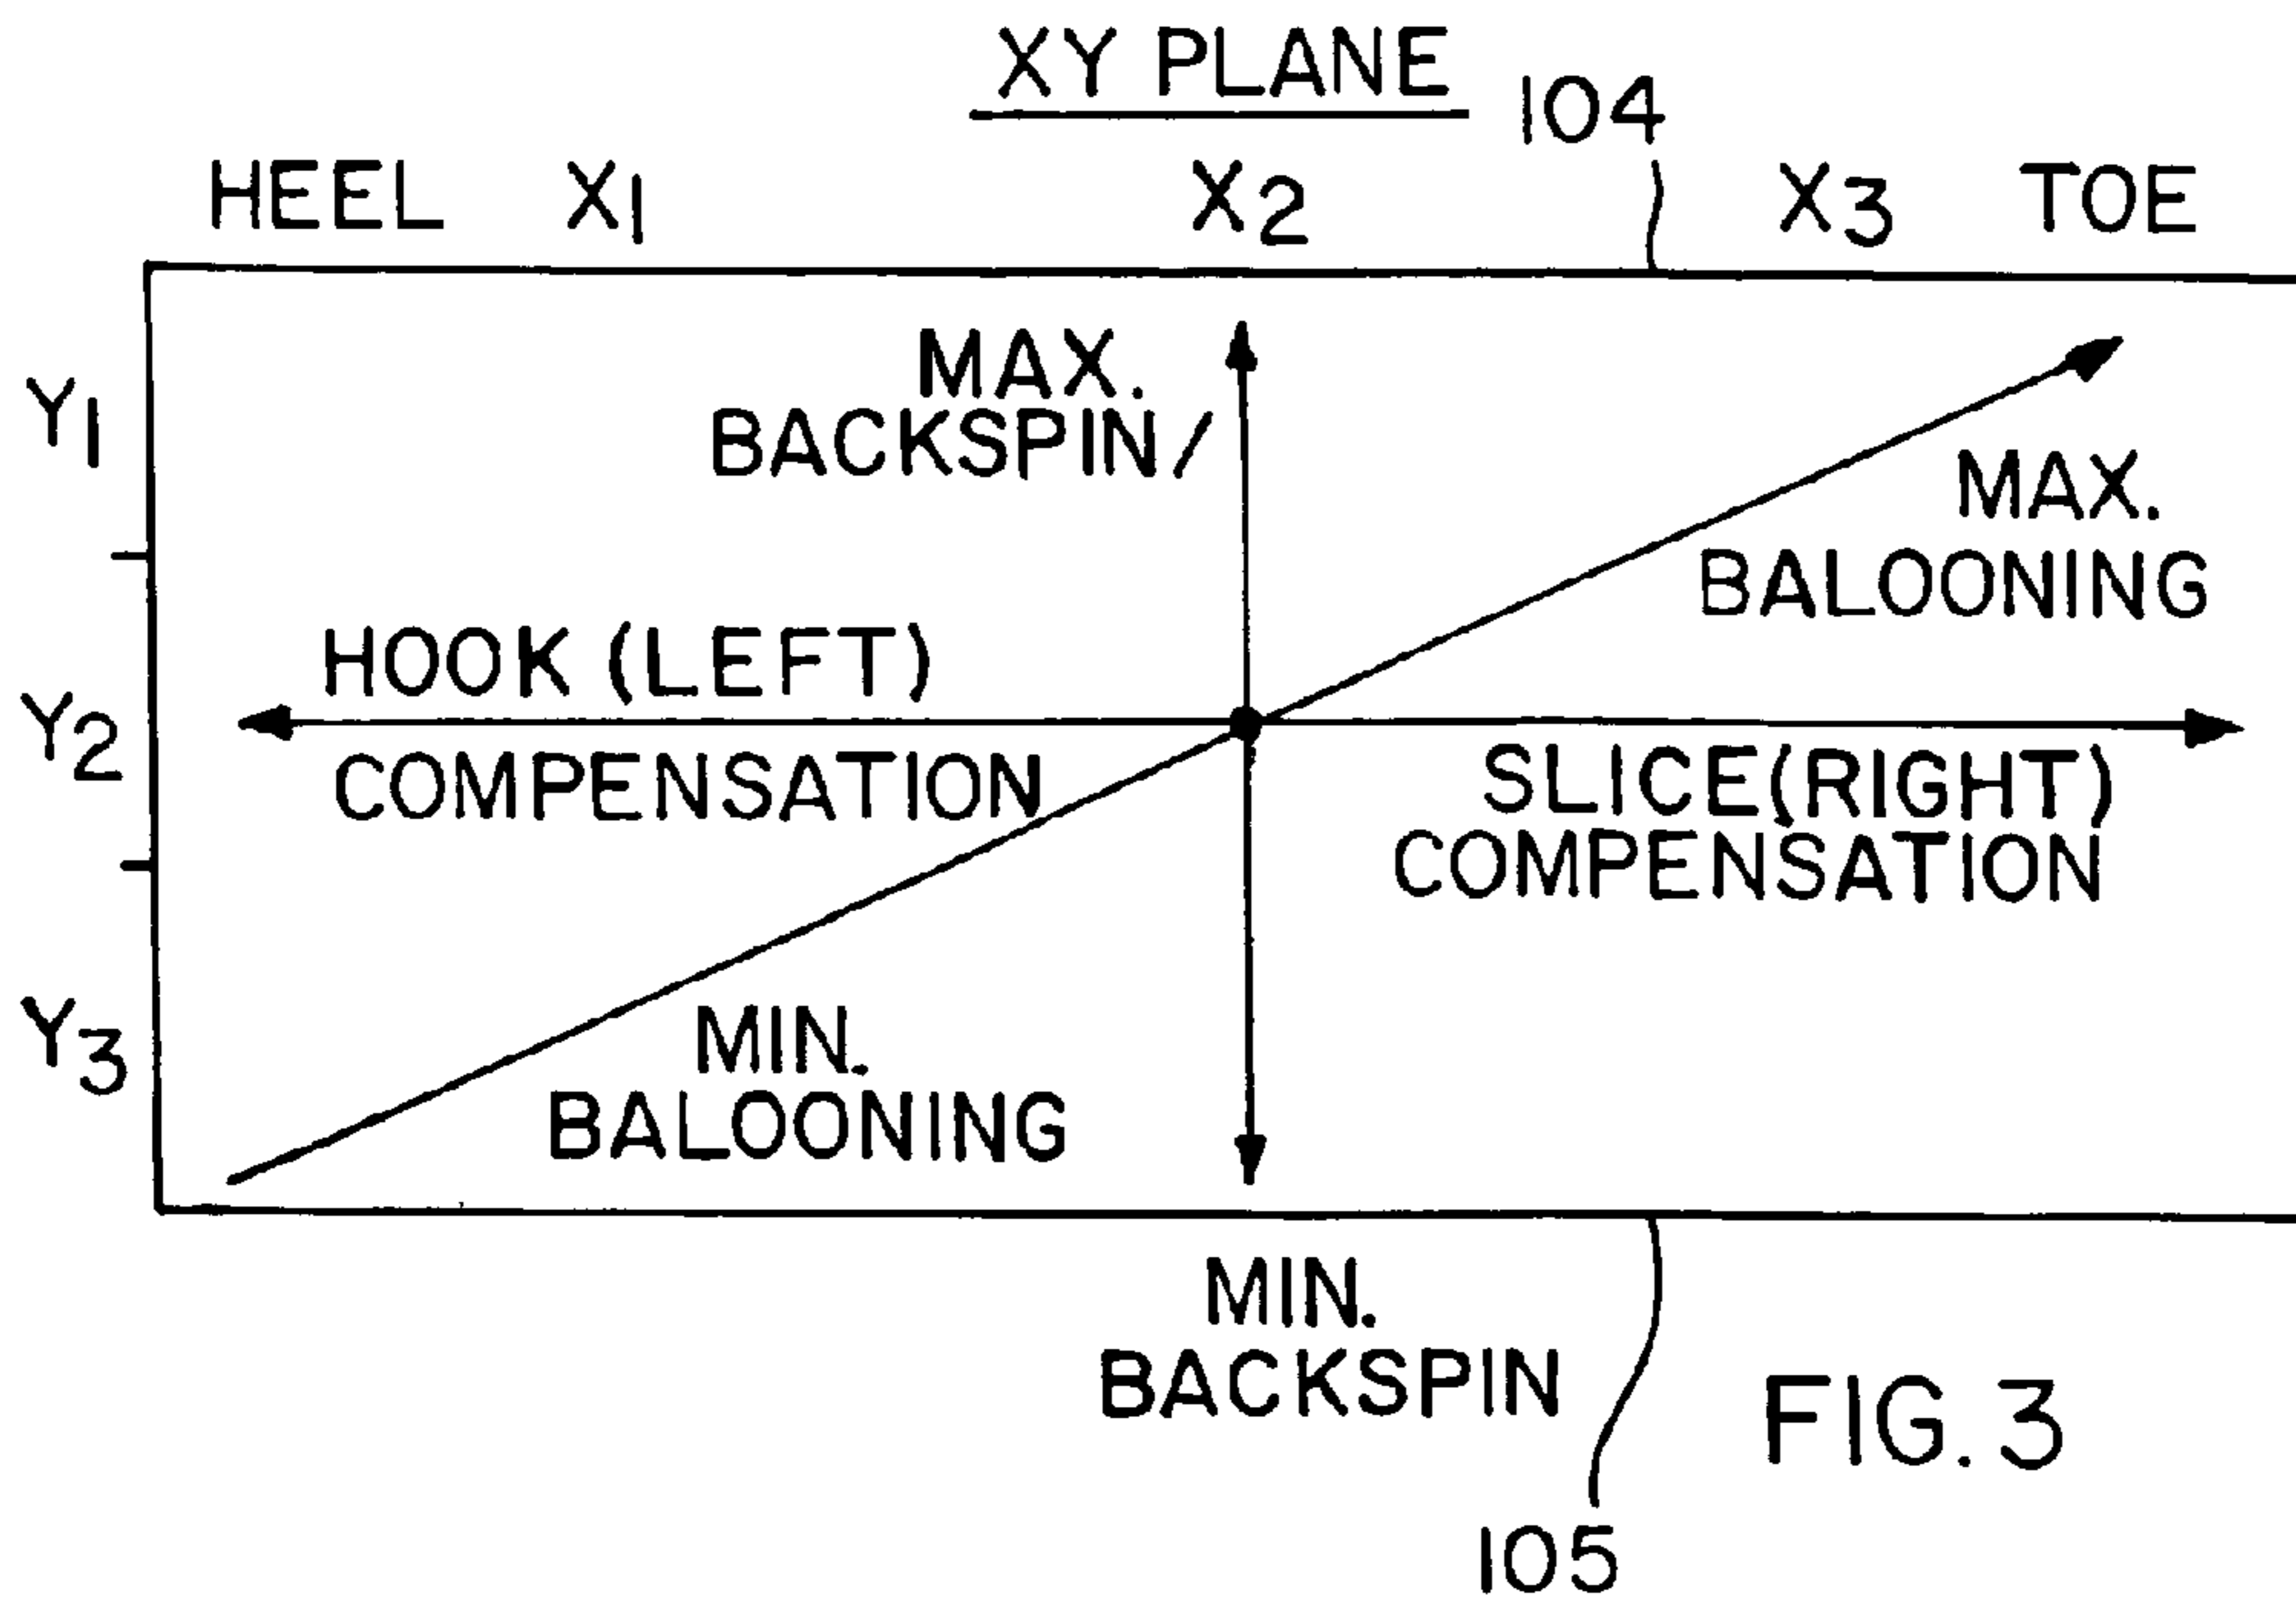 XY PLANE
104
HEEL X1 X2 X3 TOE
MAX.
BACKSPIN/
Y1
MAX.
BALOONING
HOOK (LEFT)
COMPENSATION
Y2
SLICE(RIGHT)
COMPENSATION
Y3
MIN.
BALOONING
MIN.
BACKSPIN
FIG. 3
105